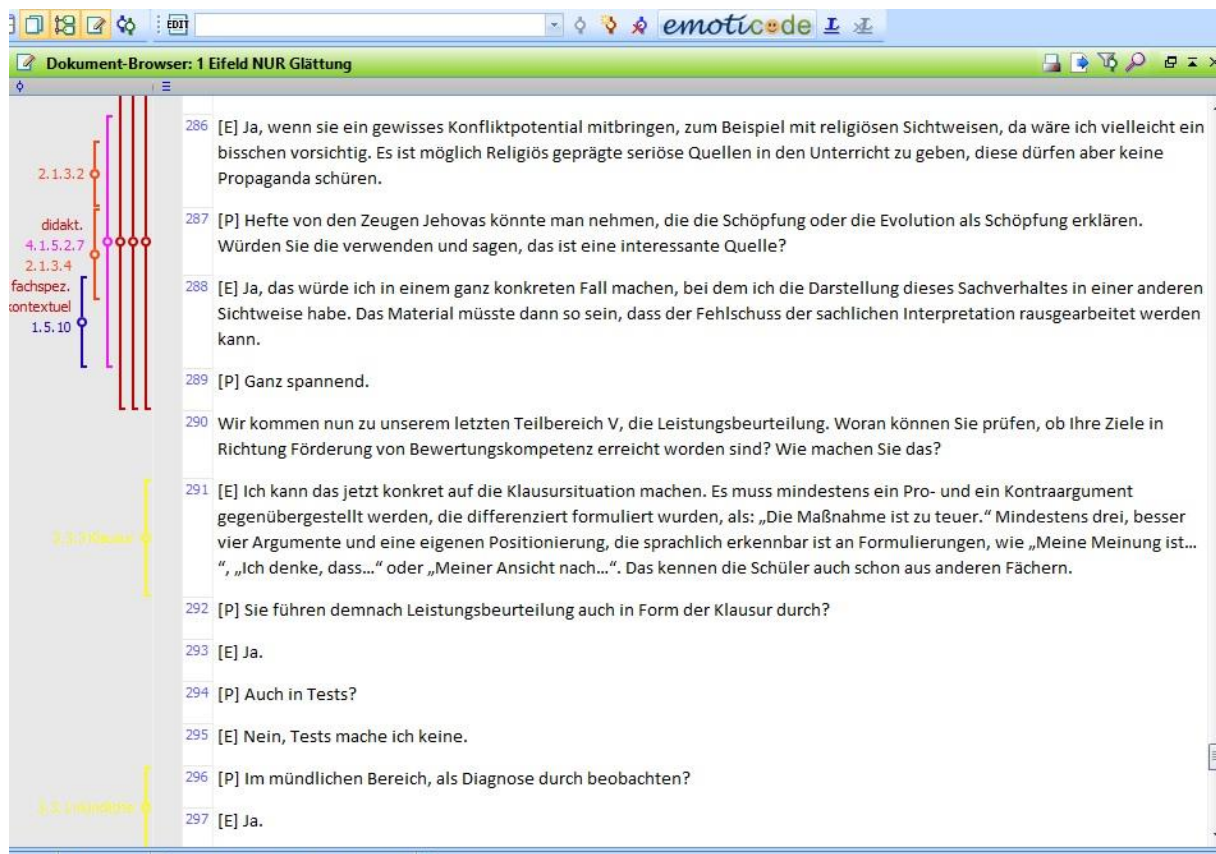 EDIT
emoticode
Dokument-Browser: 1 Eifeld NUR Glättung
286 [E] Ja, wenn sie ein gewisses Konfliktpotential mitbringen, zum Beispiel mit religiösen Sichtweisen, da wäre ich vielleicht ein
bisschen vorsichtig. Es ist möglich Religiös geprägte seriöse Quellen in den Unterricht zu geben, diese dürfen aber keine
2.1.3.2
Propaganda schüren.
didakt.
287 [P] Hefte von den Zeugen Jehovas könnte man nehmen, die die Schöpfung oder die Evolution als Schöpfung erklären.
4.1.5.2.7
Würden Sie die verwenden und sagen, das ist eine interessante Quelle?
2.1.3.4
fachspez.
288 [E] Ja, das würde ich in einem ganz konkreten Fall machen, bei dem ich die Darstellung dieses Sachverhaltes in einer anderen
kontextuel
Sichtweise habe. Das Material müsste dann so sein, dass der Fehlschuss der sachlichen Interpretation rausgearbeitet werden
1.5.10
kann.
289 [P] Ganz spannend.
290 Wir kommen nun zu unserem letzten Teilbereich V, die Leistungsbeurteilung. Woran können Sie prüfen, ob Ihre Ziele in
Richtung Förderung von Bewertungskompetenz erreicht worden sind? Wie machen Sie das?
291 [E] Ich kann das jetzt konkret auf die Klausursituation machen. Es muss mindestens ein Pro- und ein Kontraargument
gegenübergestellt werden, die differenziert formuliert wurden, als: „Die Maßnahme ist zu teuer.“ Mindestens drei, besser
vier Argumente und eine eigenen Positionierung, die sprachlich erkennbar ist an Formulierungen, wie „Meine Meinung ist...
“, „Ich denke, dass...“ oder „Meiner Ansicht nach...“. Das kennen die Schüler auch schon aus anderen Fächern.
292 [P] Sie führen demnach Leistungsbeurteilung auch in Form der Klausur durch?
293 [E] Ja.
294 [P] Auch in Tests?
295 [E] Nein, Tests mache ich keine.
296 [P] Im mündlichen Bereich, als Diagnose durch beobachten?
297 [E] Ja.